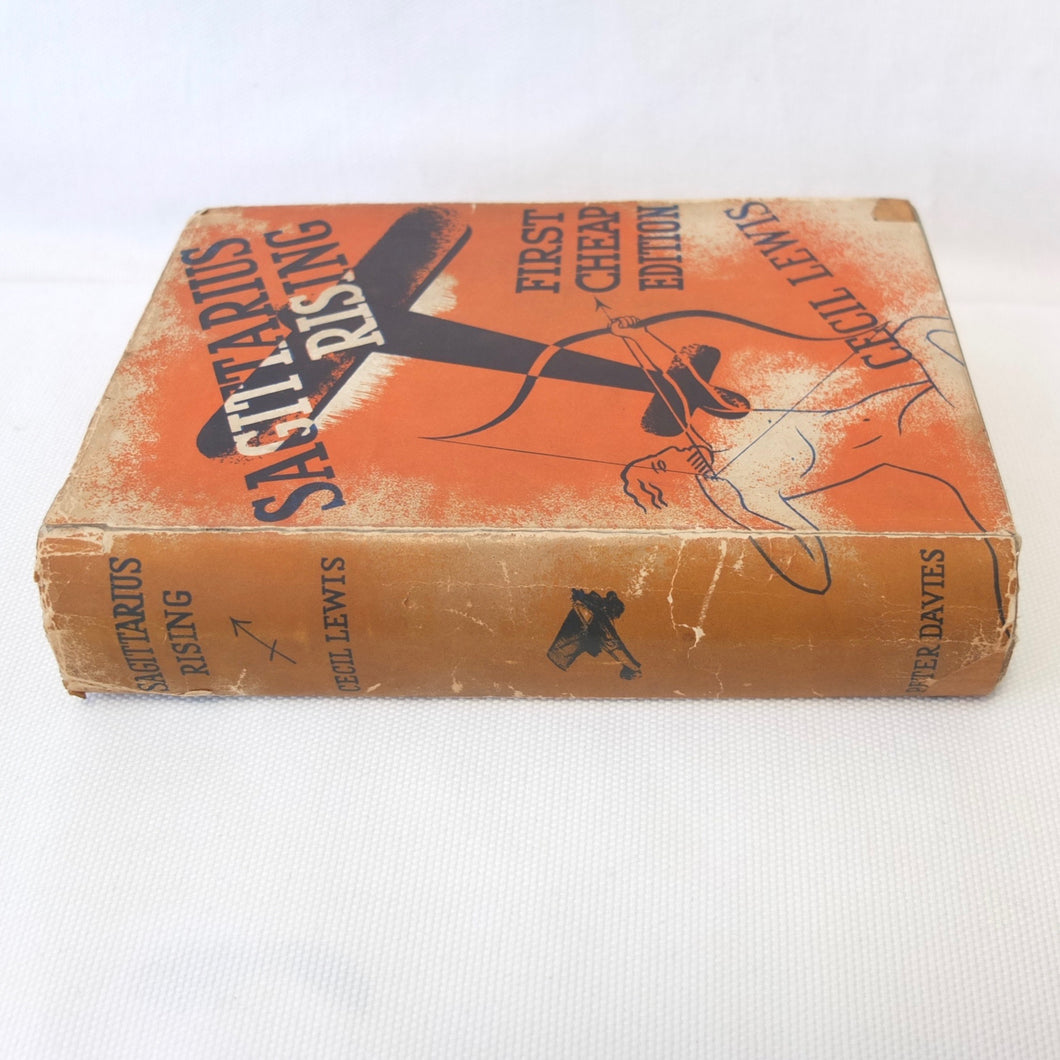 SAGITTARIUS
RISING
FIRST
CHEAP
EDITION
CECIL LEWIS
SAGITTARIUS
RISING
CECIL LEWIS
PETER DAVIES